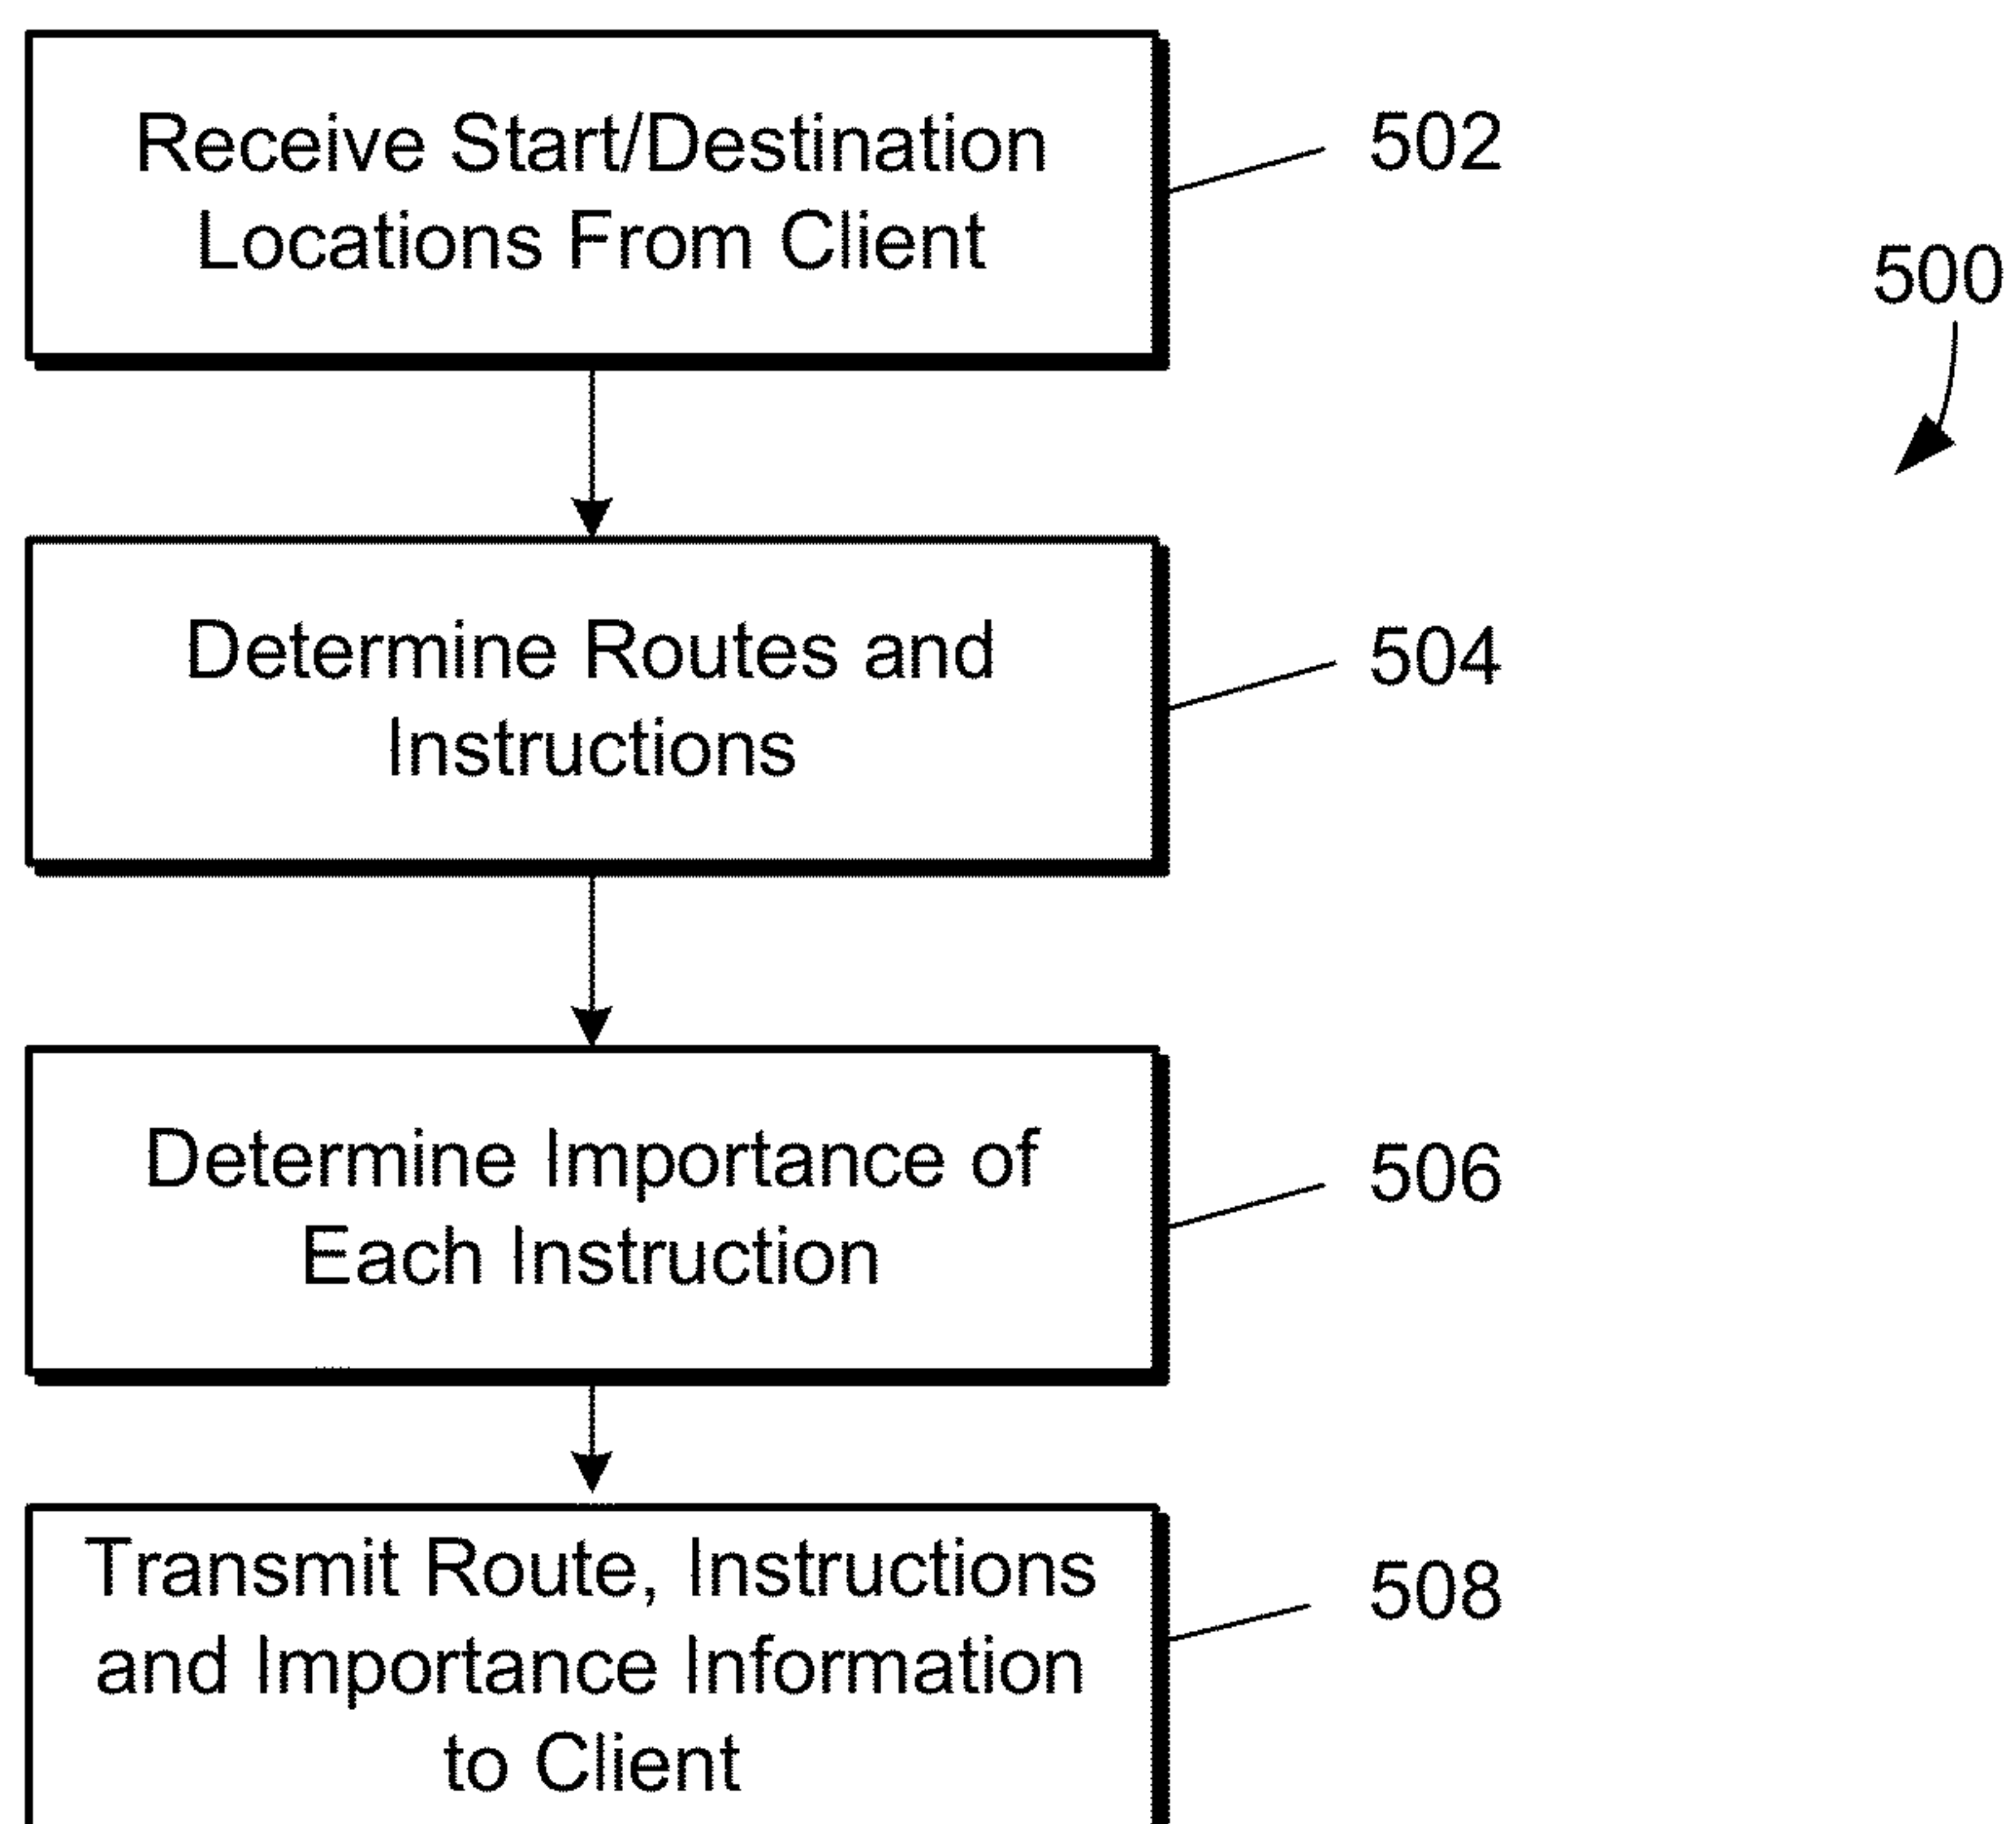 Receive Start/Destination
Locations From Client
502
500
Determine Routes and
Instructions
504
Determine Importance of
Each Instruction
506
Transmit Route, Instructions
and Importance Information
to Client
508